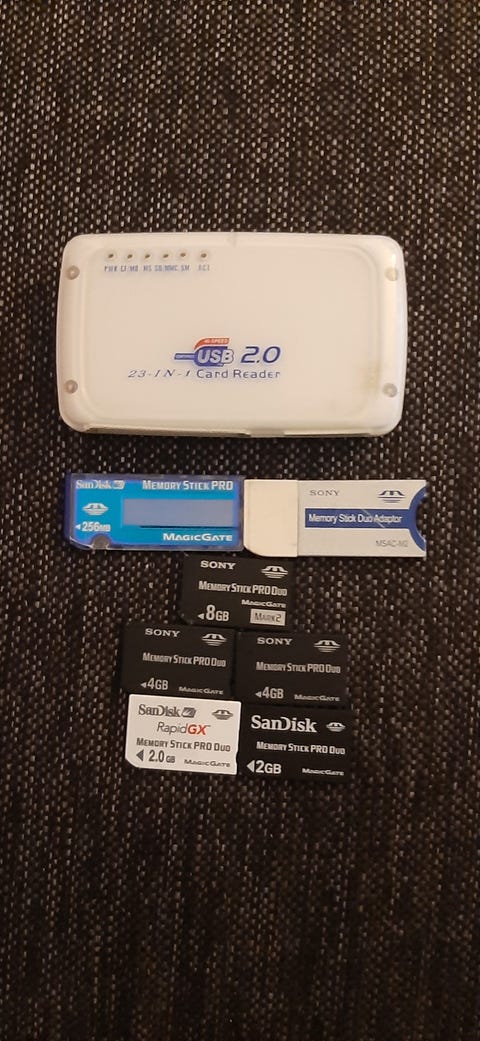 PWR CF/MD MS SD/MMC SM ACT
HI-SPEED
CERTIFIED USB 2.0
23-IN-1 Card Reader
SanDisk MEMORY STICK PRO
256MB
MAGICGATE
SONY
Memory Stick Duo Adaptor
MSAC-M2
SONY
MEMORY STICK PRO DUO
MAGICGATE
8GB MARK2
SONY
MEMORY STICK PRO DUO
4GB MAGICGATE
SONY
MEMORY STICK PRO DUO
4GB MAGICGATE
SanDisk
RapidGX™
MEMORY STICK PRO DUO
2.0GB MAGICGATE
SanDisk
MEMORY STICK PRO DUO
2GB MAGICGATE